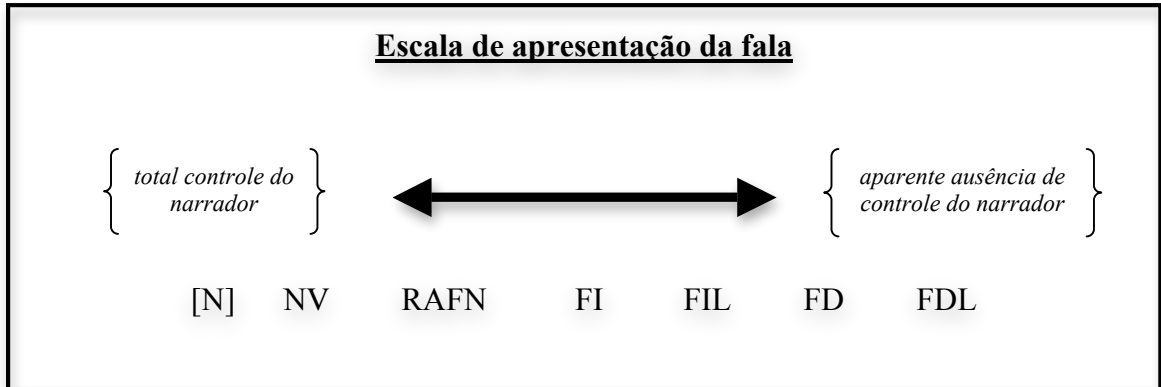 Escala de apresentação da fala
total controle do
narrador
aparente ausência de
controle do narrador
[N] NV RAFN FI FIL FD FDL